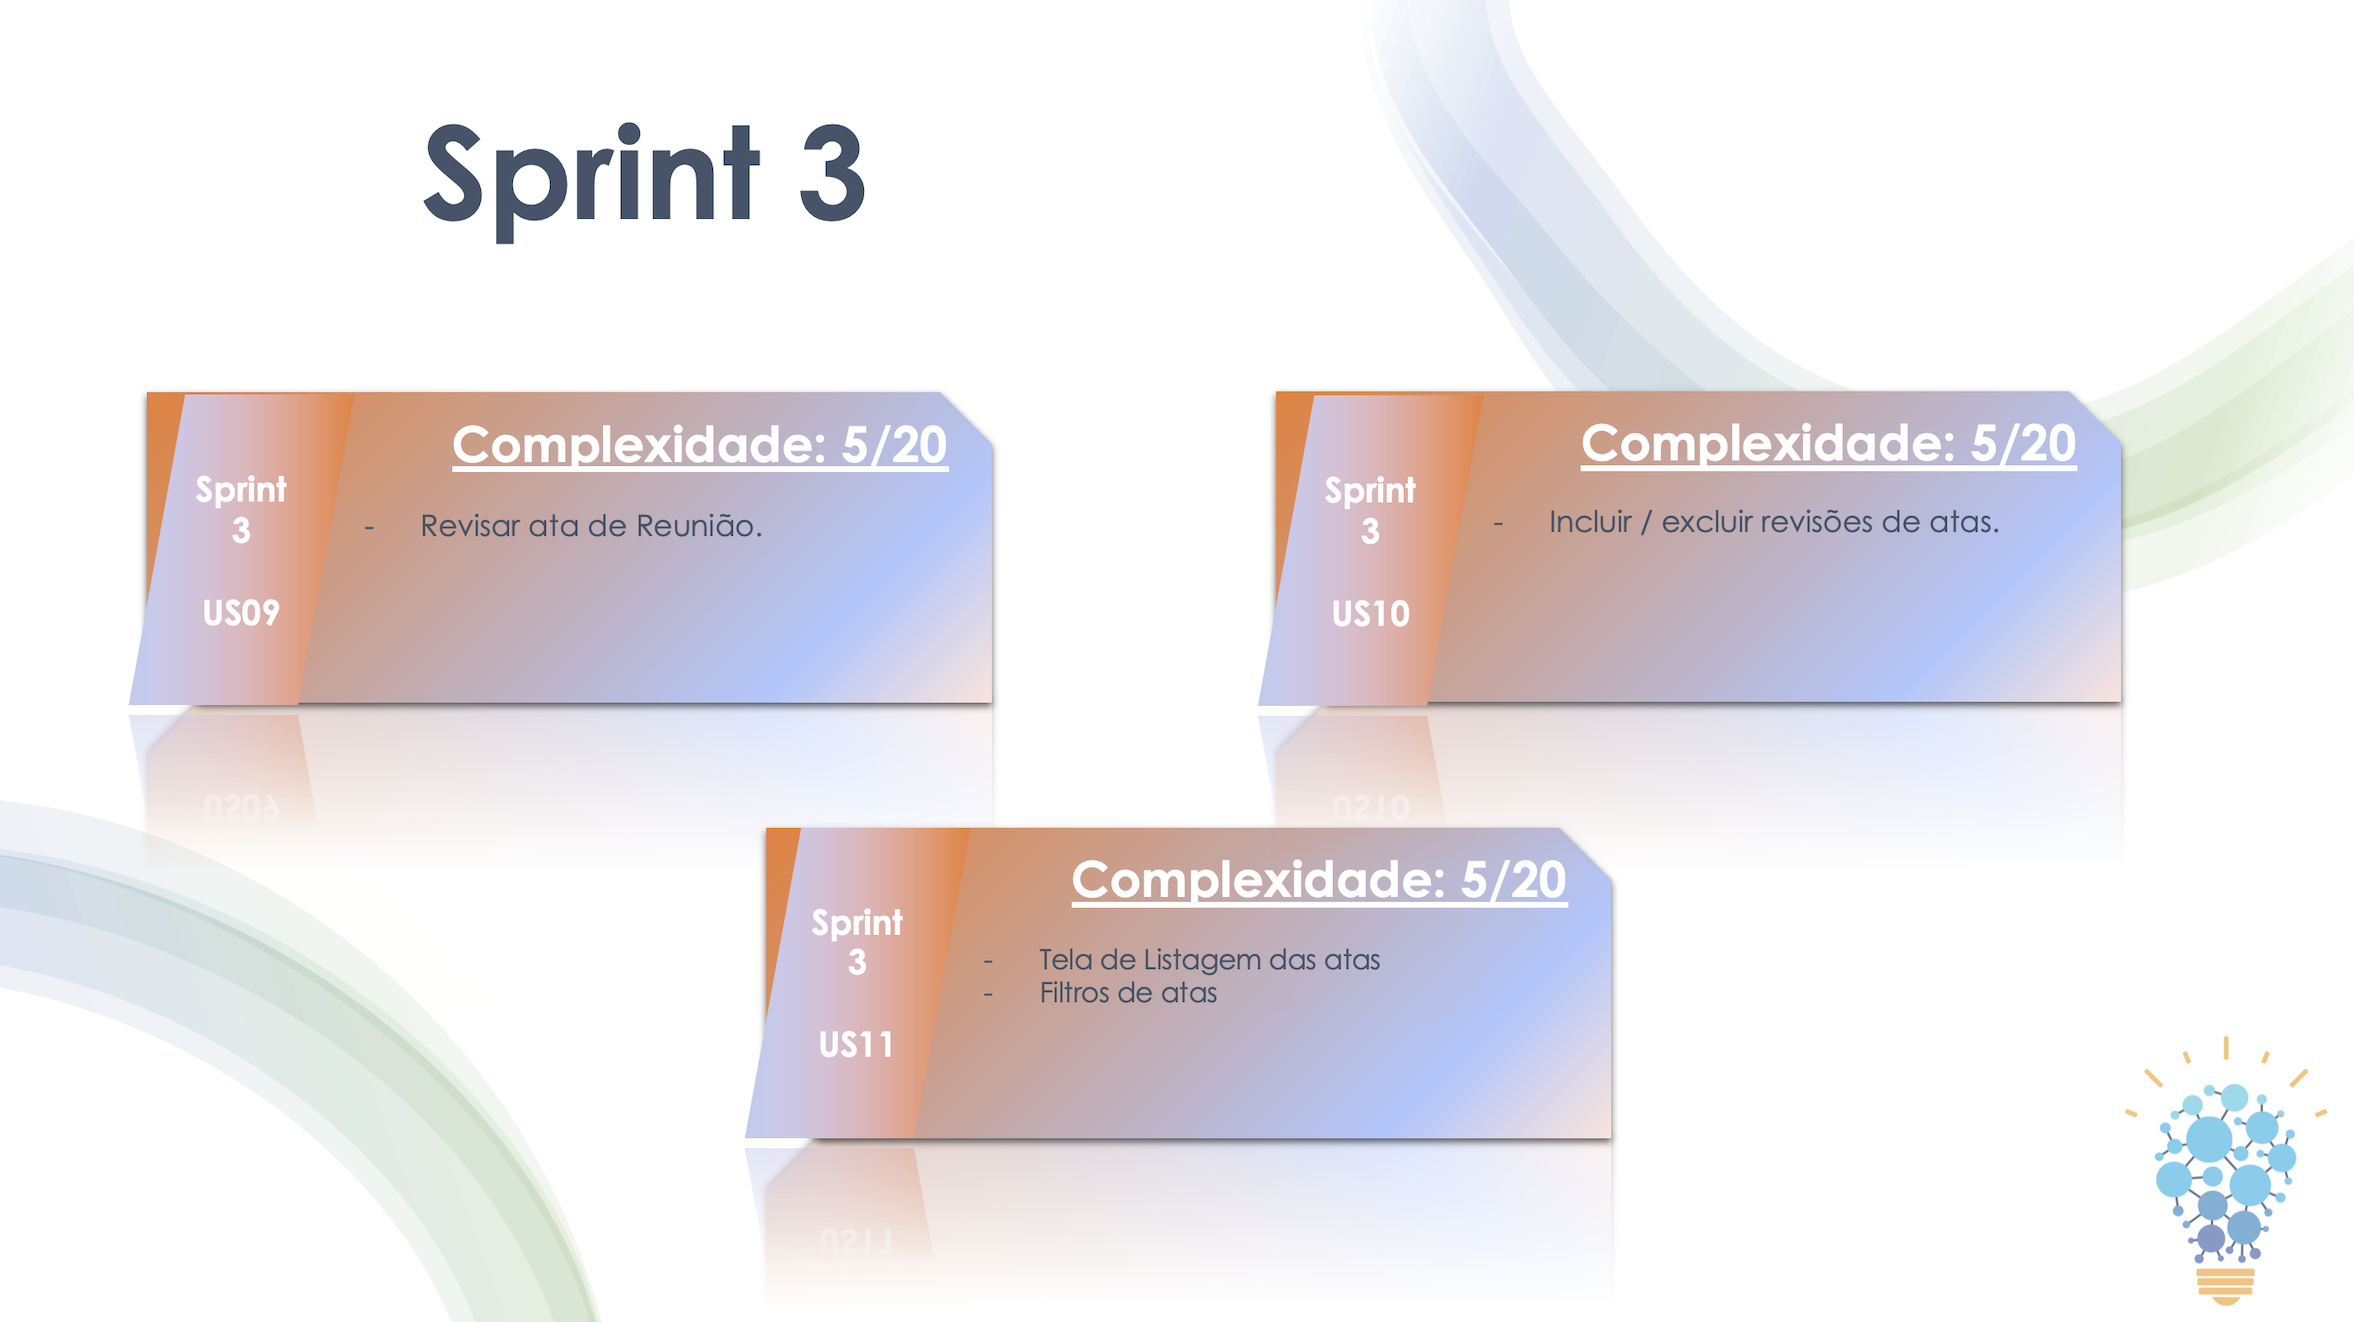 Sprint 3
Complexidade: 5/20
Sprint
3
US09
- Revisar ata de Reunião.
Complexidade: 5/20
Sprint
3
US10
- Incluir / excluir revisões de atas.
Complexidade: 5/20
Sprint
3
US11
- Tela de Listagem das atas
- Filtros de atas